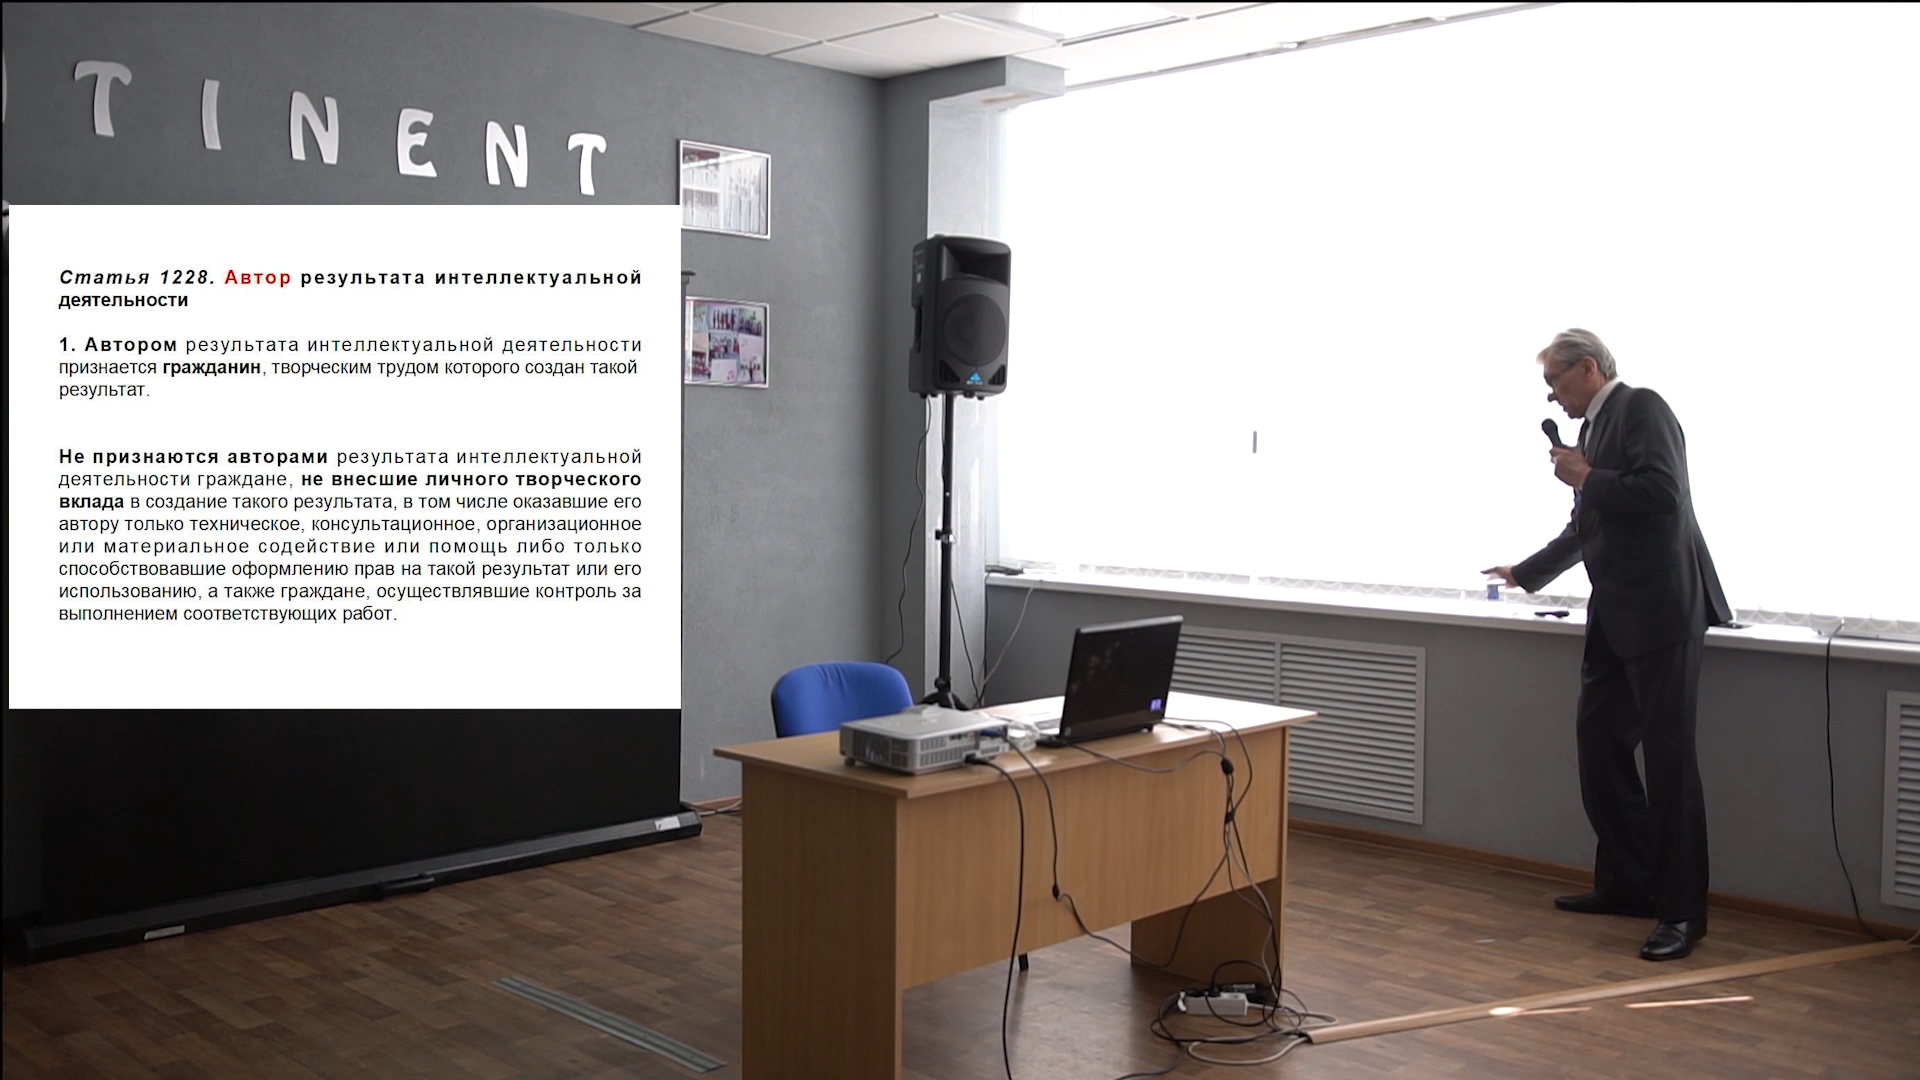 TINENT
Статья 1228. Автор результата интеллектуальной
деятельности
1. Автором результата интеллектуальной деятельности
признается гражданин, творческим трудом которого создан такой
результат.
Не признаются авторами результата интеллектуальной
деятельности граждане, не внесшие личного творческого
вклада в создание такого результата, в том числе оказавшие его
автору только техническое, консультационное, организационное
или материальное содействие или помощь либо только
способствовавшие оформлению прав на такой результат или его
использованию, а также граждане, осуществлявшие контроль за
выполнением соответствующих работ.